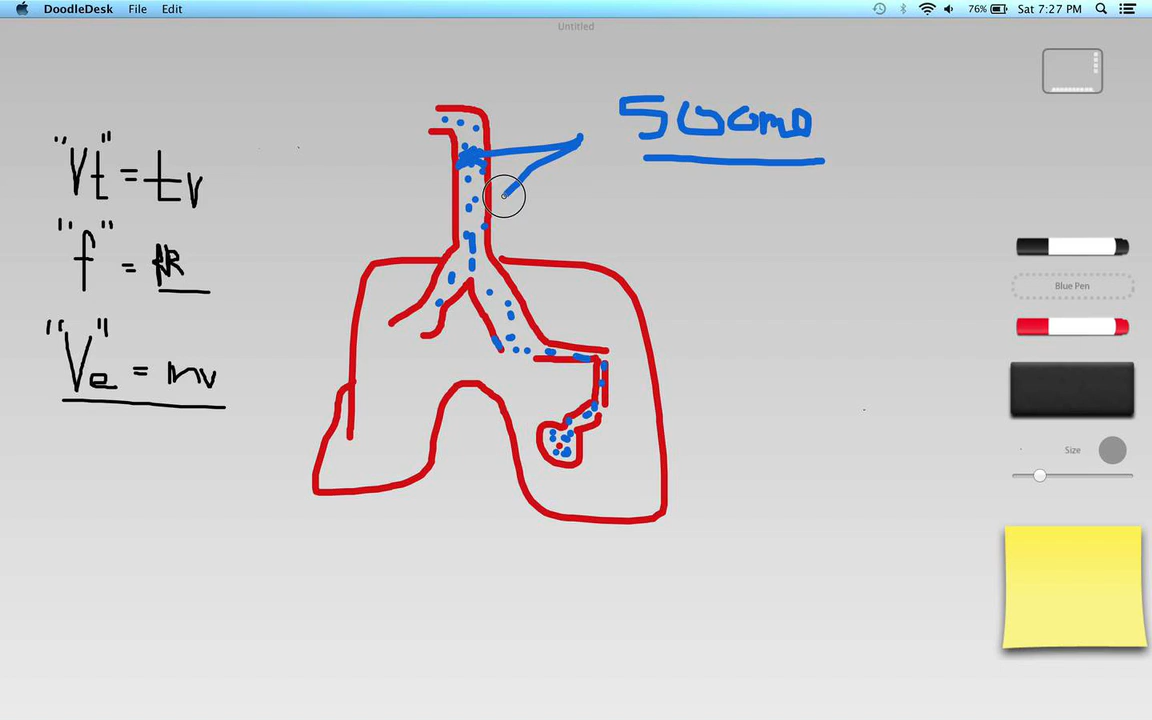 DoodleDesk File Edit 76% Sat 7:27 PM
Untitled
500ml
"Vt" = tv
"f" = RR
"Ve" = mv
Blue Pen
Size